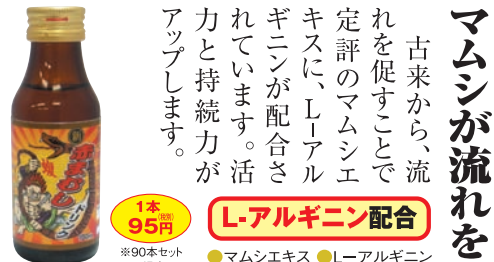 マムシが流れを
古来から、流
れを促すことで
定評のマムシエ
キスに、L-アル
ギニンが配合さ
れています。活
力と持続力が
アップします。
1本
95円(税別)
※90本セット
L-アルギニン配合
●マムシエキス ●L-アルギニン